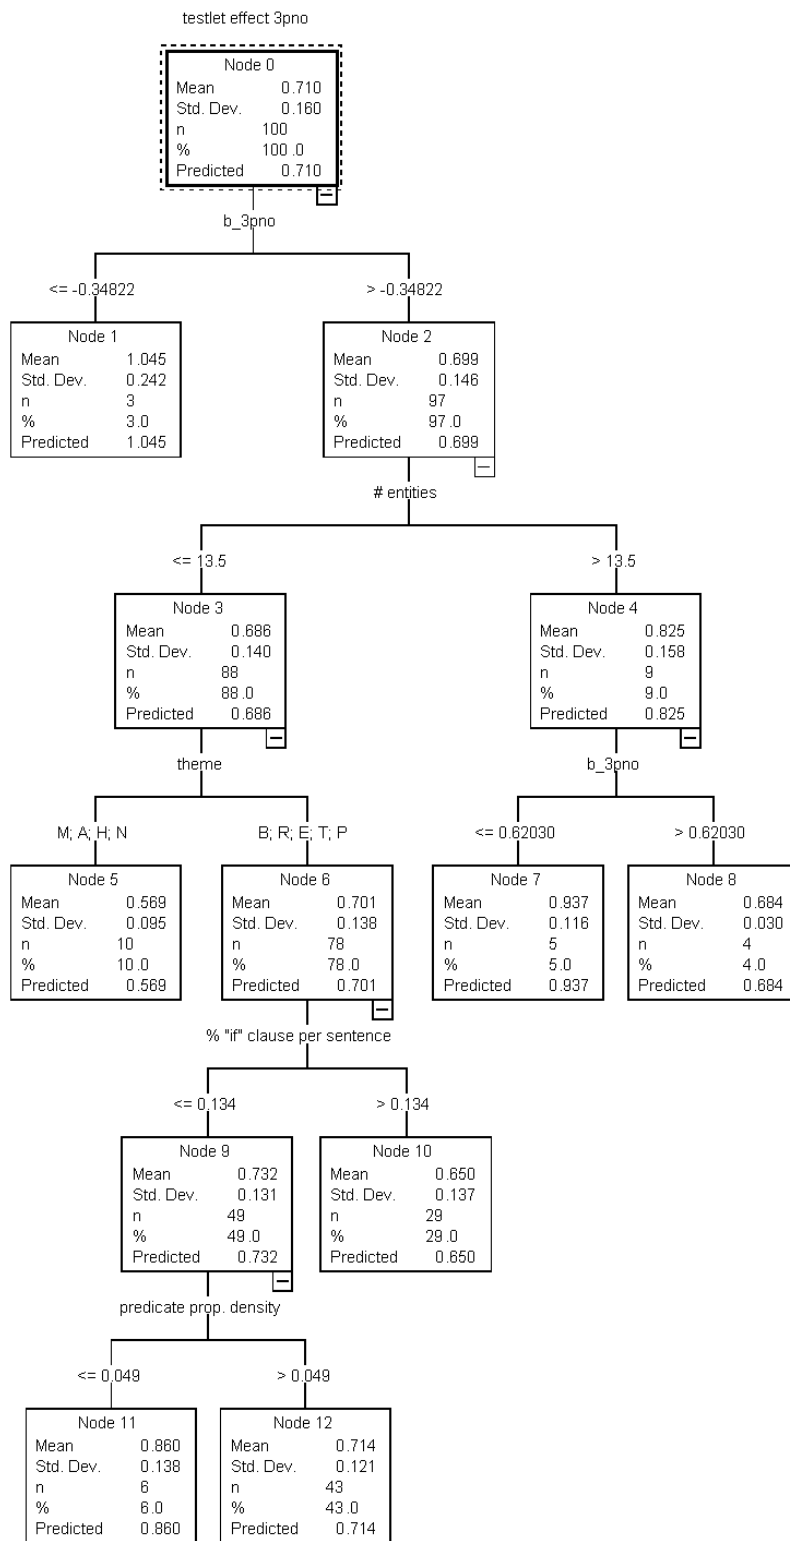 testlet effect 3pno
Node 0
Mean 0.710
Std. Dev. 0.160
n 100
% 100.0
Predicted 0.710
b_3pno
<= -0.34822
> -0.34822
Node 1
Mean 1.045
Std. Dev. 0.242
n 3
% 3.0
Predicted 1.045
Node 2
Mean 0.699
Std. Dev. 0.146
n 97
% 97.0
Predicted 0.699
# entities
<= 13.5
> 13.5
Node 3
Mean 0.686
Std. Dev. 0.140
n 88
% 88.0
Predicted 0.686
Node 4
Mean 0.825
Std. Dev. 0.158
n 9
% 9.0
Predicted 0.825
theme
b_3pno
M; A; H; N
B; R; E; T; P
<= 0.62030
> 0.62030
Node 5
Mean 0.569
Std. Dev. 0.095
n 10
% 10.0
Predicted 0.569
Node 6
Mean 0.701
Std. Dev. 0.138
n 78
% 78.0
Predicted 0.701
Node 7
Mean 0.937
Std. Dev. 0.116
n 5
% 5.0
Predicted 0.937
Node 8
Mean 0.684
Std. Dev. 0.030
n 4
% 4.0
Predicted 0.684
% "if" clause per sentence
<= 0.134
> 0.134
Node 9
Mean 0.732
Std. Dev. 0.131
n 49
% 49.0
Predicted 0.732
Node 10
Mean 0.650
Std. Dev. 0.137
n 29
% 29.0
Predicted 0.650
predicate prop. density
<= 0.049
> 0.049
Node 11
Mean 0.860
Std. Dev. 0.138
n 6
% 6.0
Predicted 0.860
Node 12
Mean 0.714
Std. Dev. 0.121
n 43
% 43.0
Predicted 0.714